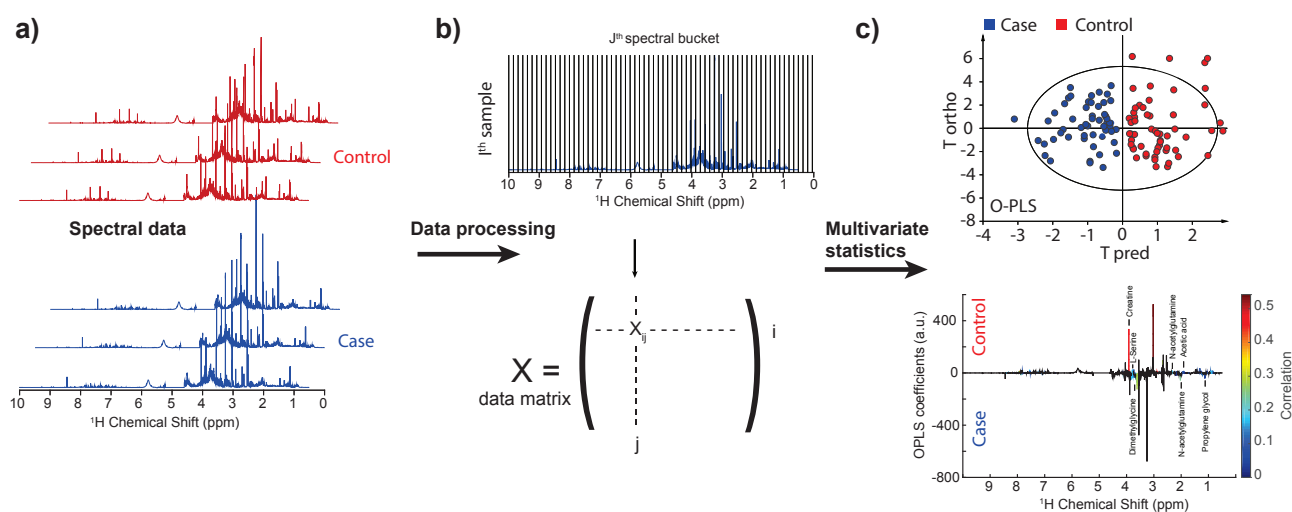 a)
Control
Spectral data
Case
10 9 8 7 6 5 4 3 2 1 0
¹H Chemical Shift (ppm)
Data processing
b)
Jᵗʰ spectral bucket
Iᵗʰ sample
10 9 8 7 6 5 4 3 2 1 0
¹H Chemical Shift (ppm)
X = 
data matrix
Xij
i
j
Multivariate
statistics
c)
Case Control
T ortho
6
4
2
0
-2
-4
-6
-8
O-PLS
-4 -3 -2 -1 0 1 2
T pred
OPLS coefficients (a.u.)
Control
Case
400
0
-400
-800
Creatine
L-Serine
N-acetylglutamine
Acetic acid
Dimethylglycine
N-acetylglutamine
Propylene glycol
9 8 7 6 5 4 3 2 1
¹H Chemical Shift (ppm)
0.5
0.4
0.3
0.2
0.1
0
Correlation